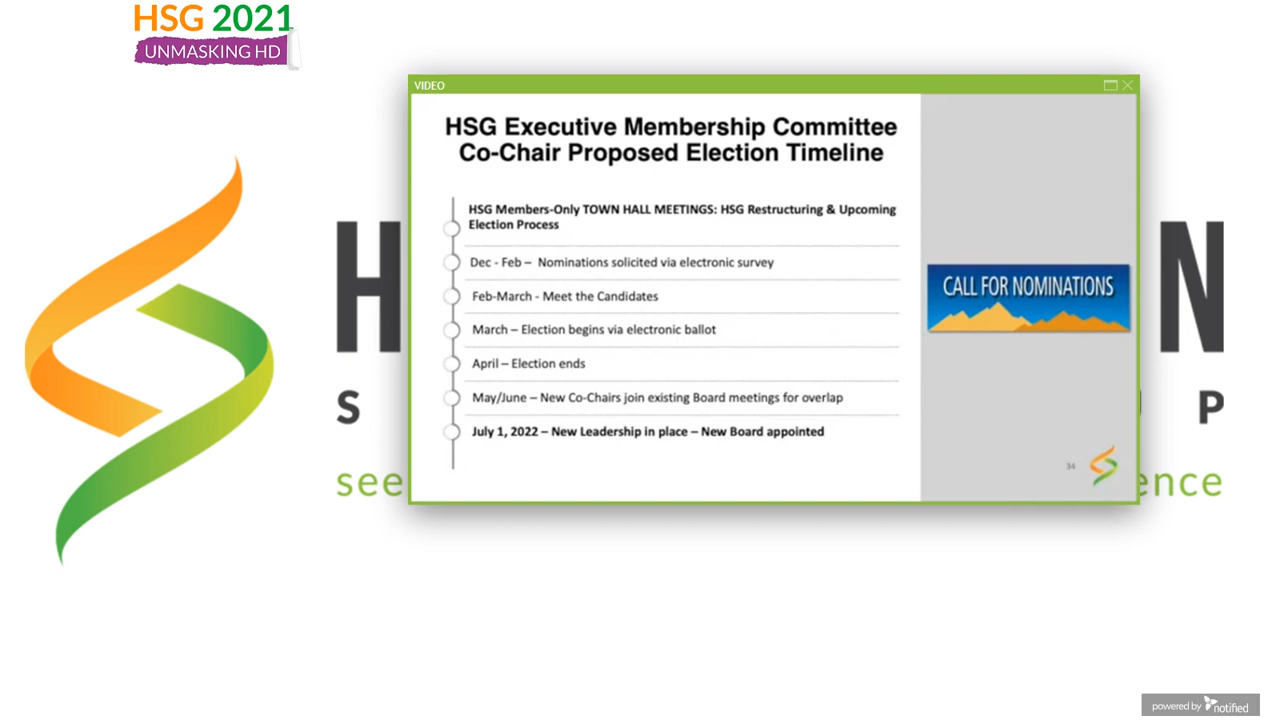 HSG 2021
UNMASKING HD
VIDEO
HSG Executive Membership Committee
Co-Chair Proposed Election Timeline
HSG Members-Only TOWN HALL MEETINGS: HSG Restructuring & Upcoming
Election Process
Dec - Feb – Nominations solicited via electronic survey
Feb-March - Meet the Candidates
March – Election begins via electronic ballot
April – Election ends
May/June – New Co-Chairs join existing Board meetings for overlap
July 1, 2022 – New Leadership in place – New Board appointed
CALL FOR NOMINATIONS
34
H
N
S
P
see
ence
powered by notified